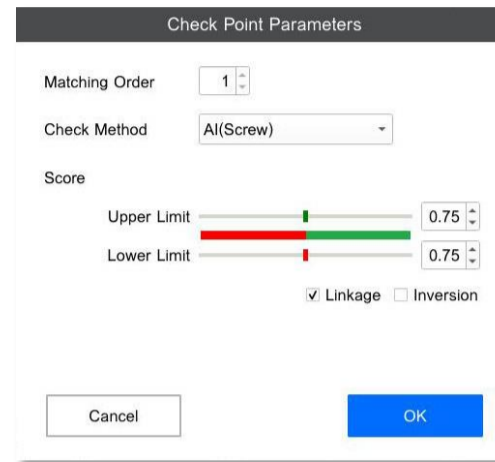 Check Point Parameters
Matching Order 1
Check Method AI(Screw)
Score
Upper Limit 0.75
Lower Limit 0.75
Linkage Inversion
Cancel OK